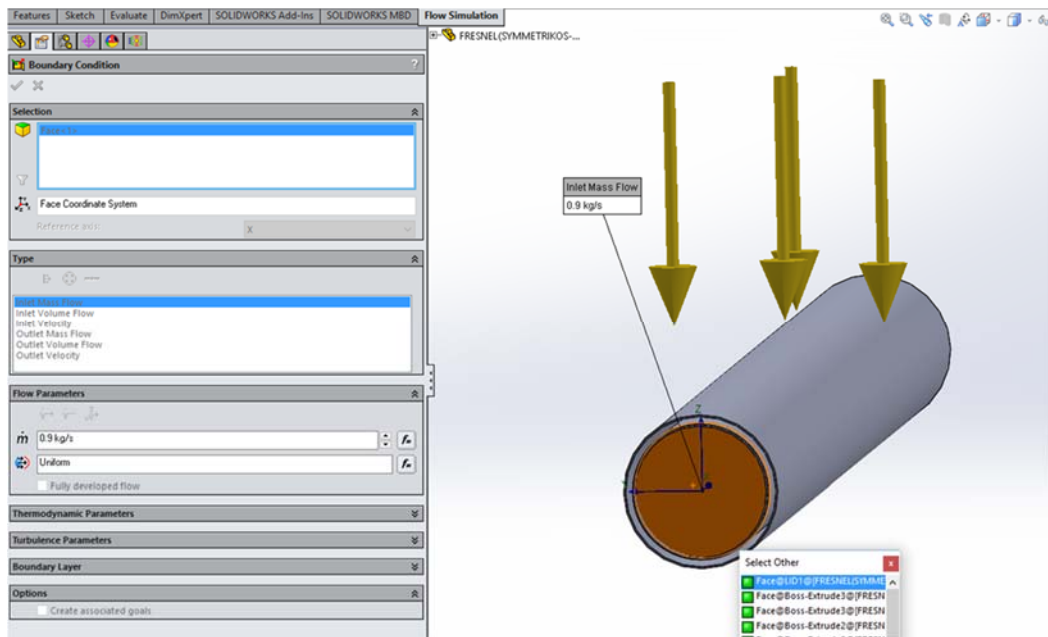 Features Sketch Evaluate DimXpert SOLIDWORKS Add-Ins SOLIDWORKS MBD Flow Simulation
FRESNEL(SYMMETRIKOS-...
Boundary Condition ?
Selection
Face<1>
Face Coordinate System
Reference axis: X
Type
Inlet Mass Flow
Inlet Volume Flow
Inlet Velocity
Outlet Mass Flow
Outlet Volume Flow
Outlet Velocity
Flow Parameters
ṁ 0.9 kg/s
Uniform
Fully developed flow
Thermodynamic Parameters
Turbulence Parameters
Boundary Layer
Options
Create associated goals
Inlet Mass Flow
0.9 kg/s
Z
Select Other x
Face@LID1@[FRESNEL(SYMME
Face@Boss-Extrude3@[FRESN
Face@Boss-Extrude3@[FRESN
Face@Boss-Extrude2@[FRESN